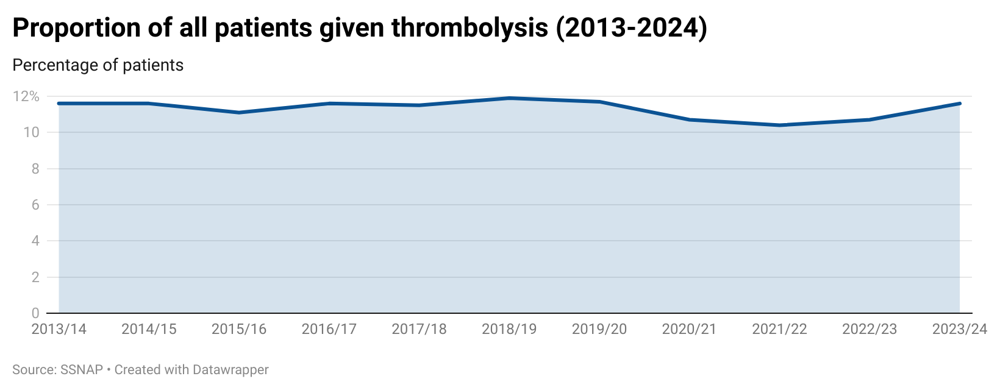 Proportion of all patients given thrombolysis (2013-2024)
Percentage of patients
12%
10
8
6
4
2
0
2013/14 2014/15 2015/16 2016/17 2017/18 2018/19 2019/20 2020/21 2021/22 2022/23 2023/24
Source: SSNAP • Created with Datawrapper